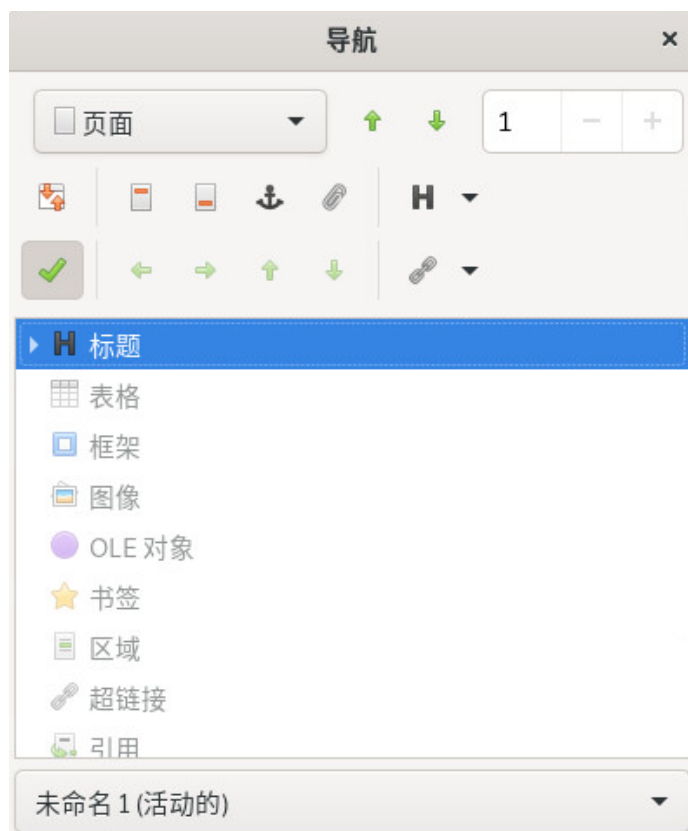 导航
页面
1
标题
表格
框架
图像
OLE 对象
书签
区域
超链接
引用
未命名 1 (活动的)